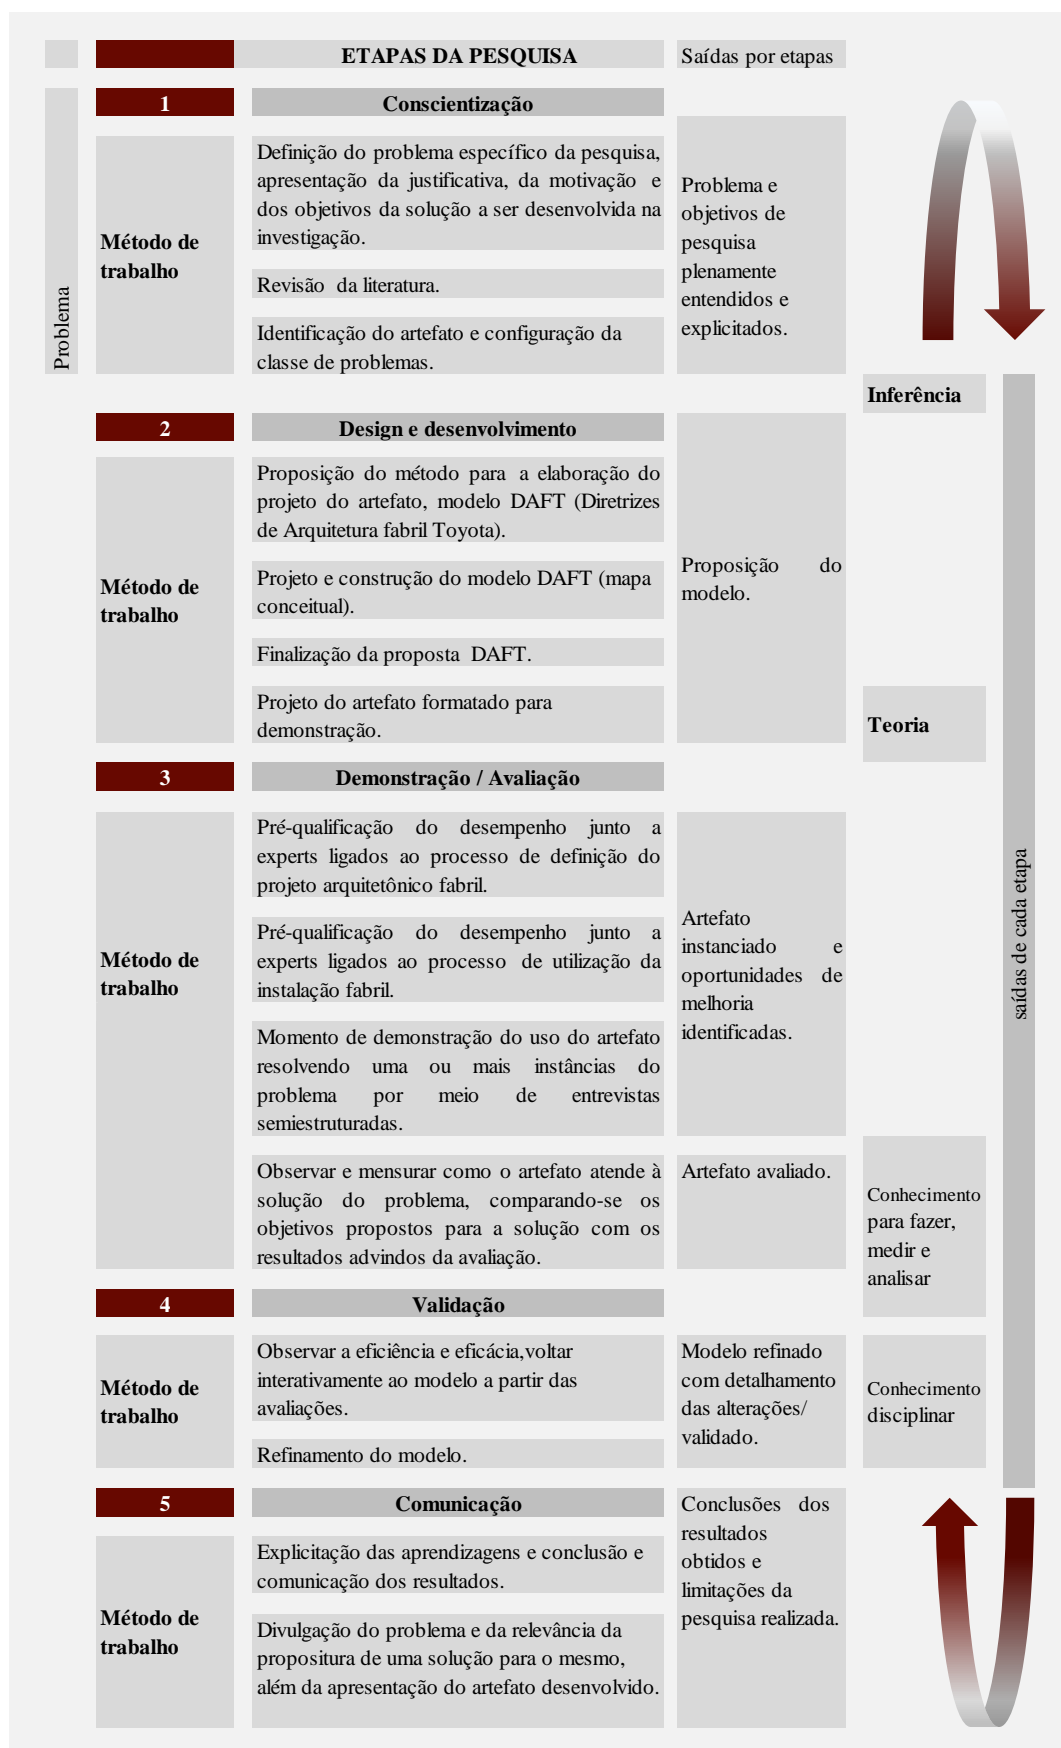 ETAPAS DA PESQUISA
Saídas por etapas
Problema
1
Conscientização
Método de
trabalho
Definição do problema específico da pesquisa,
apresentação da justificativa, da motivação e
dos objetivos da solução a ser desenvolvida na
investigação.
Revisão da literatura.
Identificação do artefato e configuração da
classe de problemas.
Problema e
objetivos de
pesquisa
plenamente
entendidos e
explicitados.
Inferência
2
Design e desenvolvimento
Método de
trabalho
Proposição do método para a elaboração do
projeto do artefato, modelo DAFT (Diretrizes
de Arquitetura fabril Toyota).
Projeto e construção do modelo DAFT (mapa
conceitual).
Finalização da proposta DAFT.
Projeto do artefato formatado para
demonstração.
Proposição do
modelo.
Teoria
3
Demonstração / Avaliação
Método de
trabalho
Pré-qualificação do desempenho junto a
experts ligados ao processo de definição do
projeto arquitetônico fabril.
Pré-qualificação do desempenho junto a
experts ligados ao processo de utilização da
instalação fabril.
Momento de demonstração do uso do artefato
resolvendo uma ou mais instâncias do
problema por meio de entrevistas
semiestruturadas.
Observar e mensurar como o artefato atende à
solução do problema, comparando-se os
objetivos propostos para a solução com os
resultados advindos da avaliação.
Artefato
instanciado e
oportunidades de
melhoria
identificadas.
Artefato avaliado.
Conhecimento
para fazer,
medir e
analisar
saídas de cada etapa
4
Validação
Método de
trabalho
Observar a eficiência e eficácia,voltar
interativamente ao modelo a partir das
avaliações.
Refinamento do modelo.
Modelo refinado
com detalhamento
das alterações/
validado.
Conhecimento
disciplinar
5
Comunicação
Método de
trabalho
Explicitação das aprendizagens e conclusão e
comunicação dos resultados.
Divulgação do problema e da relevância da
propositura de uma solução para o mesmo,
além da apresentação do artefato desenvolvido.
Conclusões dos
resultados
obtidos e
limitações da
pesquisa realizada.